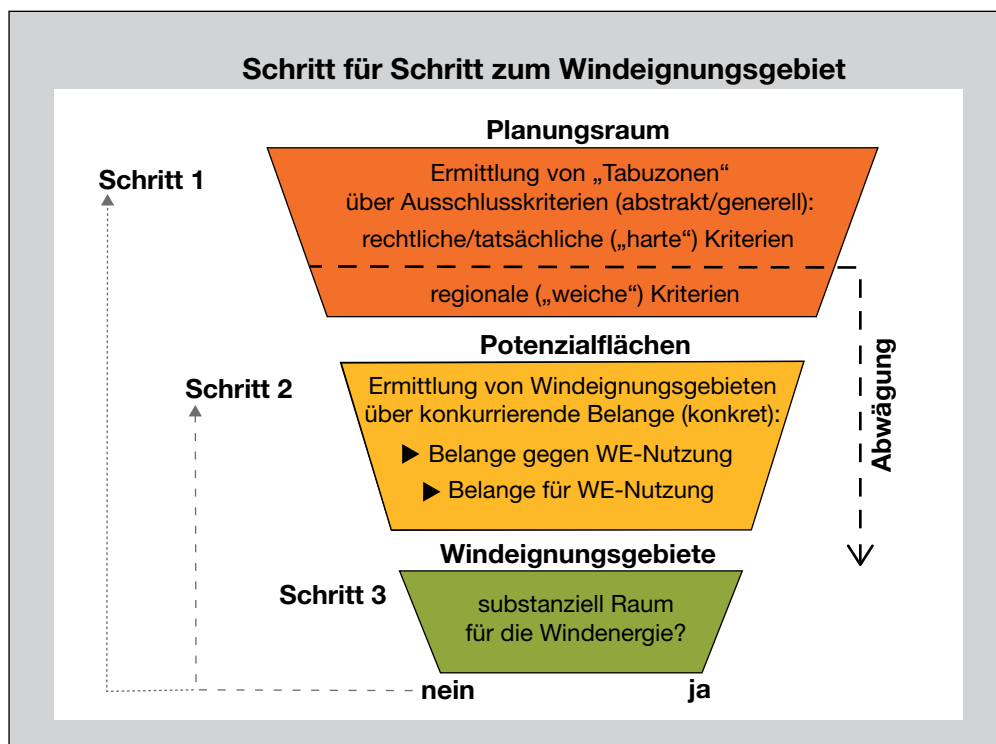 Schritt für Schritt zum Windeignungsgebiet
Planungsraum
Schritt 1
Ermittlung von „Tabuzonen“
über Ausschlusskriterien (abstrakt/generell):
rechtliche/tatsächliche („harte“) Kriterien
regionale („weiche“) Kriterien
Abwägung
Potenzialflächen
Schritt 2
Ermittlung von Windeignungsgebieten
über konkurrierende Belange (konkret):
► Belange gegen WE-Nutzung
► Belange für WE-Nutzung
Windeignungsgebiete
Schritt 3
substanziell Raum
für die Windenergie?
nein
ja